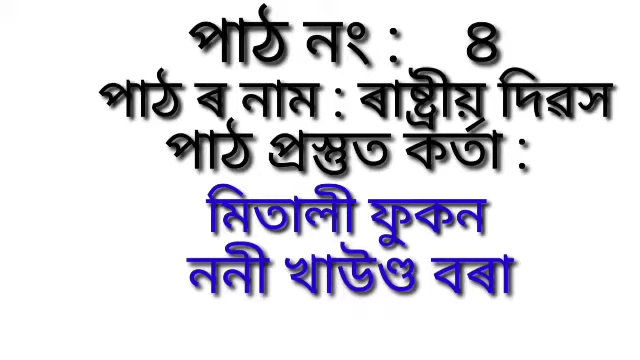 পাঠ নং : ৪
পাঠ ৰ নাম : ৰাষ্ট্ৰীয় দিৱস
পাঠ প্ৰস্তুত কৰ্তা :
মিতালী ফুকন
ননী খাউণ্ড বৰা